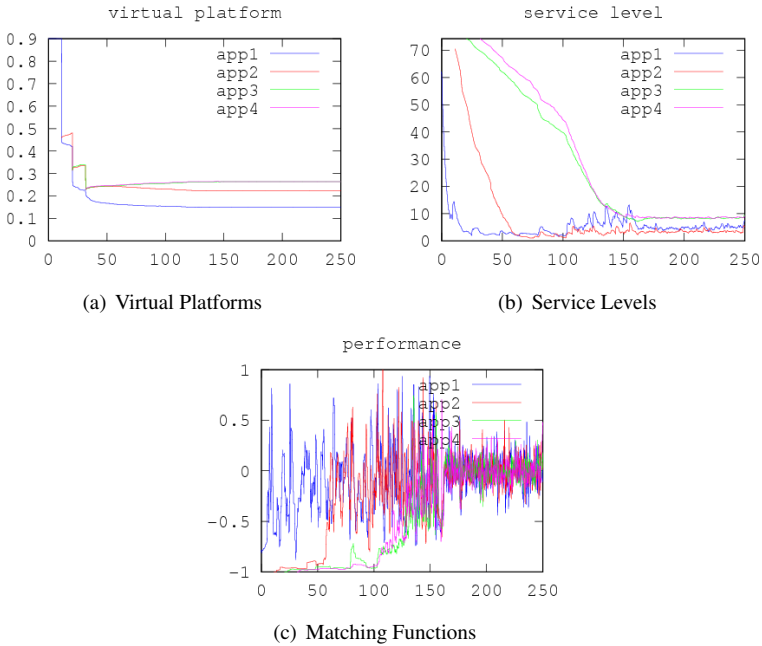 virtual platform
0.9
0.8
0.7
0.6
0.5
0.4
0.3
0.2
0.1
0
0 50 100 150 200 250
app1
app2
app3
app4
(a) Virtual Platforms
service level
70
60
50
40
30
20
10
0
0 50 100 150 200 250
app1
app2
app3
app4
(b) Service Levels
performance
1
0.5
0
-0.5
-1
0 50 100 150 200 250
app1
app2
app3
app4
(c) Matching Functions